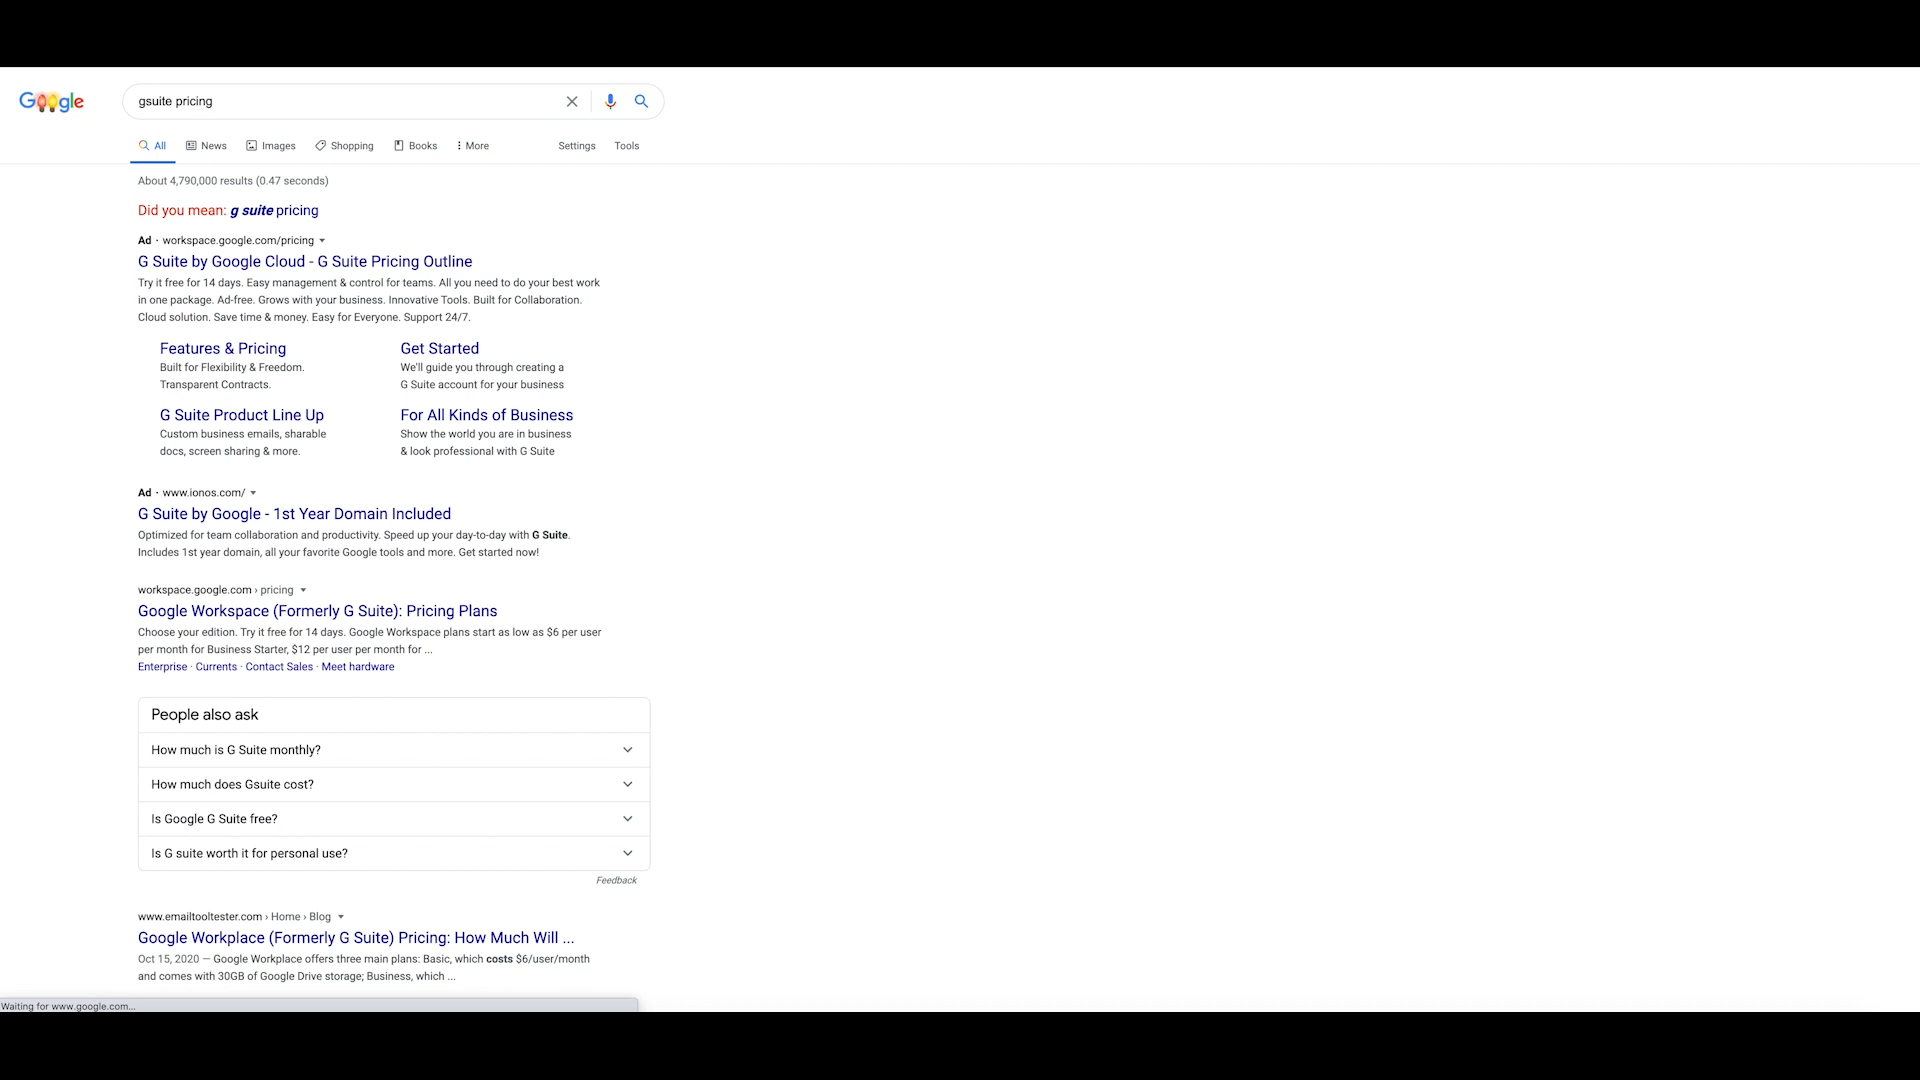 Google
gsuite pricing
All News Images Shopping Books More Settings Tools
About 4,790,000 results (0.47 seconds)
Did you mean: g suite pricing
Ad · workspace.google.com/pricing
G Suite by Google Cloud - G Suite Pricing Outline
Try it free for 14 days. Easy management & control for teams. All you need to do your best work
in one package. Ad-free. Grows with your business. Innovative Tools. Built for Collaboration.
Cloud solution. Save time & money. Easy for Everyone. Support 24/7.
Features & Pricing
Built for Flexibility & Freedom.
Transparent Contracts.
Get Started
We'll guide you through creating a
G Suite account for your business
G Suite Product Line Up
Custom business emails, sharable
docs, screen sharing & more.
For All Kinds of Business
Show the world you are in business
& look professional with G Suite
Ad · www.ionos.com/
G Suite by Google - 1st Year Domain Included
Optimized for team collaboration and productivity. Speed up your day-to-day with G Suite.
Includes 1st year domain, all your favorite Google tools and more. Get started now!
workspace.google.com › pricing
Google Workspace (Formerly G Suite): Pricing Plans
Choose your edition. Try it free for 14 days. Google Workspace plans start as low as $6 per user
per month for Business Starter, $12 per user per month for ...
Enterprise · Currents · Contact Sales · Meet hardware
People also ask
How much is G Suite monthly?
How much does Gsuite cost?
Is Google G Suite free?
Is G suite worth it for personal use?
Feedback
www.emailtooltester.com › Home › Blog
Google Workplace (Formerly G Suite) Pricing: How Much Will ...
Oct 15, 2020 — Google Workplace offers three main plans: Basic, which costs $6/user/month
and comes with 30GB of Google Drive storage; Business, which ...
Waiting for www.google.com...